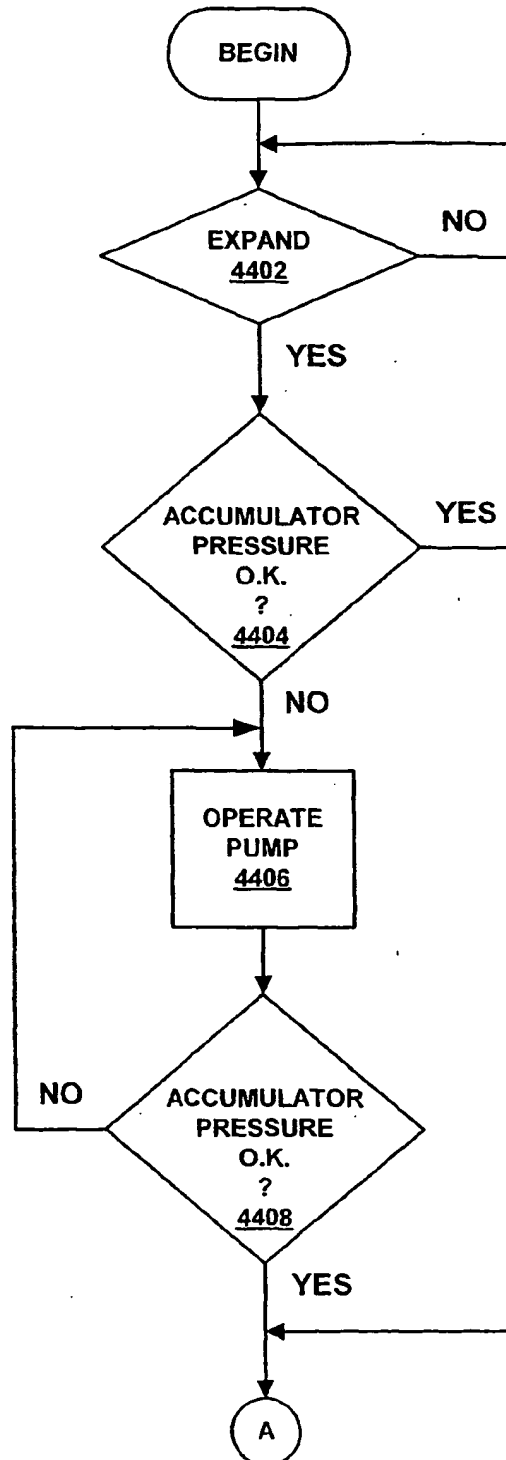 BEGIN
EXPAND
4402
NO
YES
ACCUMULATOR
PRESSURE
O.K.
?
4404
YES
NO
OPERATE
PUMP
4406
NO
ACCUMULATOR
PRESSURE
O.K.
?
4408
YES
A